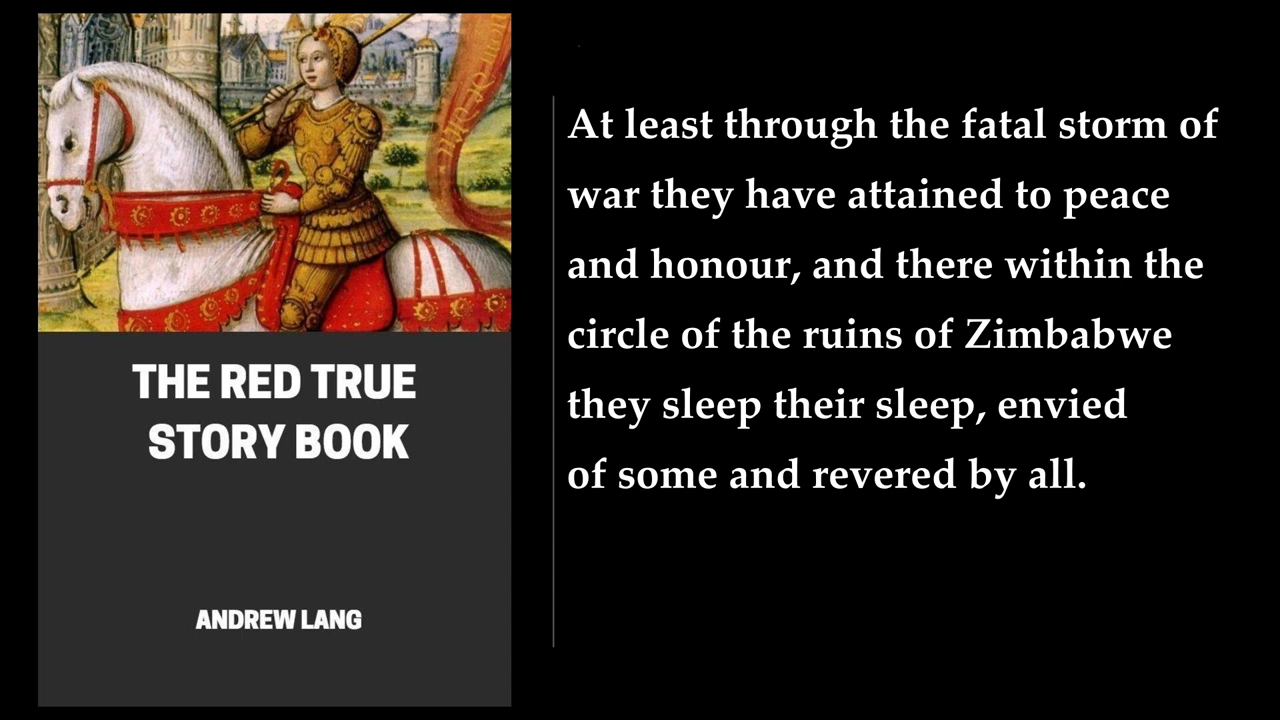 THE RED TRUE
STORY BOOK
ANDREW LANG
At least through the fatal storm of
war they have attained to peace
and honour, and there within the
circle of the ruins of Zimbabwe
they sleep their sleep, envied
of some and revered by all.